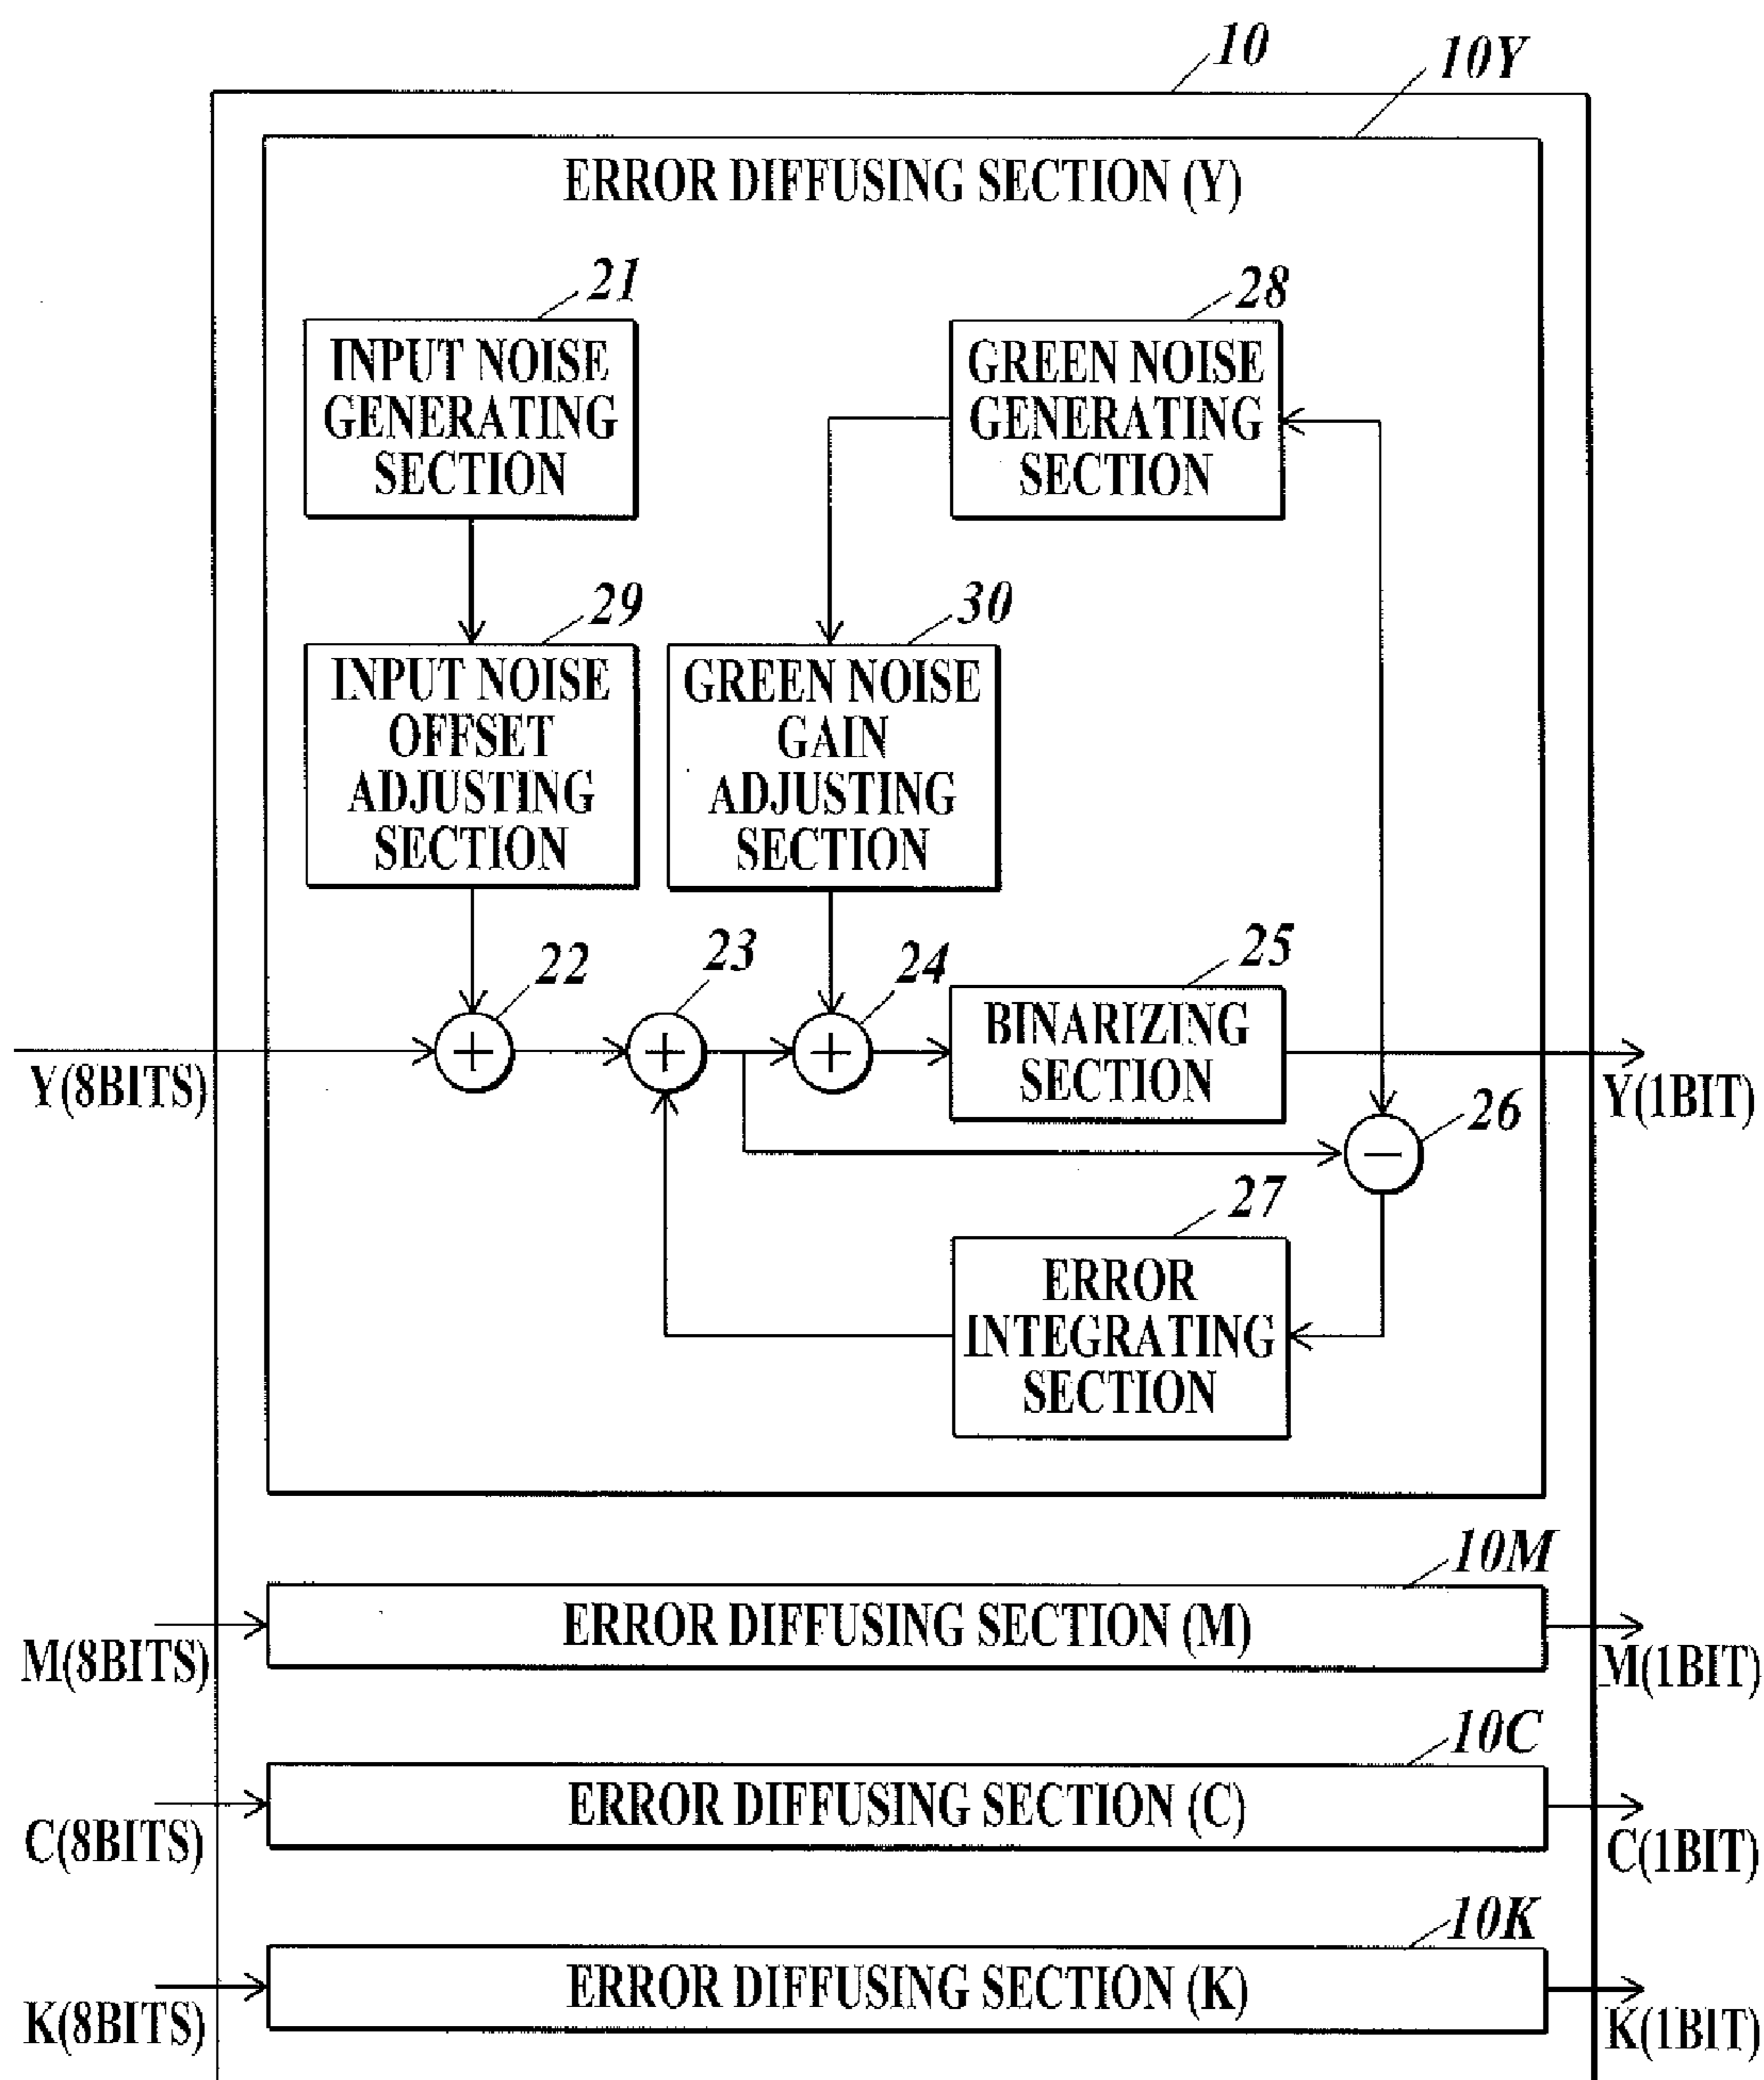 10
10Y
ERROR DIFFUSING SECTION (Y)
21
28
INPUT NOISE
GENERATING
SECTION
GREEN NOISE
GENERATING
SECTION
29
30
INPUT NOISE
OFFSET
ADJUSTING
SECTION
GREEN NOISE
GAIN
ADJUSTING
SECTION
22
23
24
25
+
+
+
BINARIZING
SECTION
Y(8BITS)
Y(1BIT)
26
−
27
ERROR
INTEGRATING
SECTION
10M
ERROR DIFFUSING SECTION (M)
M(8BITS)
M(1BIT)
10C
ERROR DIFFUSING SECTION (C)
C(8BITS)
C(1BIT)
10K
ERROR DIFFUSING SECTION (K)
K(8BITS)
K(1BIT)